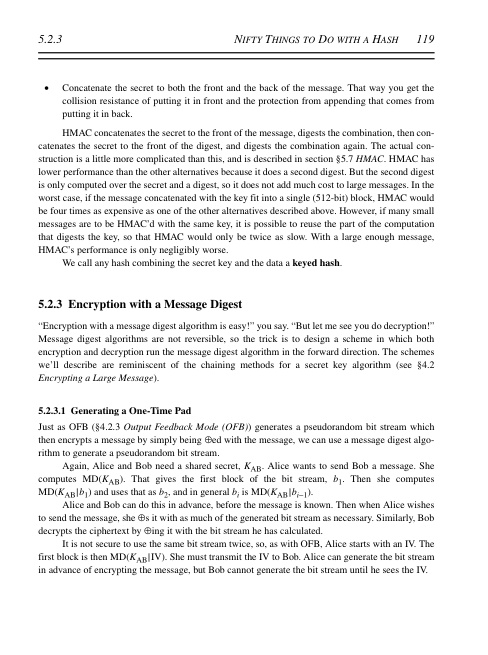 5.2.3 NIFTY THINGS TO DO WITH A HASH 119
• Concatenate the secret to both the front and the back of the message. That way you get the
collision resistance of putting it in front and the protection from appending that comes from
putting it in back.
HMAC concatenates the secret to the front of the message, digests the combination, then con-
catenates the secret to the front of the digest, and digests the combination again. The actual con-
struction is a little more complicated than this, and is described in section §5.7 HMAC. HMAC has
lower performance than the other alternatives because it does a second digest. But the second digest
is only computed over the secret and a digest, so it does not add much cost to large messages. In the
worst case, if the message concatenated with the key fit into a single (512-bit) block, HMAC would
be four times as expensive as one of the other alternatives described above. However, if many small
messages are to be HMAC'd with the same key, it is possible to reuse the part of the computation
that digests the key, so that HMAC would only be twice as slow. With a large enough message,
HMAC's performance is only negligibly worse.
We call any hash combining the secret key and the data a keyed hash.
5.2.3 Encryption with a Message Digest
“Encryption with a message digest algorithm is easy!” you say. “But let me see you do decryption!”
Message digest algorithms are not reversible, so the trick is to design a scheme in which both
encryption and decryption run the message digest algorithm in the forward direction. The schemes
we'll describe are reminiscent of the chaining methods for a secret key algorithm (see §4.2
Encrypting a Large Message).
5.2.3.1 Generating a One-Time Pad
Just as OFB (§4.2.3 Output Feedback Mode (OFB)) generates a pseudorandom bit stream which
then encrypts a message by simply being ⊕ed with the message, we can use a message digest algo-
rithm to generate a pseudorandom bit stream.
Again, Alice and Bob need a shared secret, K_AB. Alice wants to send Bob a message. She
computes MD(K_AB). That gives the first block of the bit stream, b_1. Then she computes
MD(K_AB|b_1) and uses that as b_2, and in general b_i is MD(K_AB|b_i−1).
Alice and Bob can do this in advance, before the message is known. Then when Alice wishes
to send the message, she ⊕s it with as much of the generated bit stream as necessary. Similarly, Bob
decrypts the ciphertext by ⊕ing it with the bit stream he has calculated.
It is not secure to use the same bit stream twice, so, as with OFB, Alice starts with an IV. The
first block is then MD(K_AB|IV). She must transmit the IV to Bob. Alice can generate the bit stream
in advance of encrypting the message, but Bob cannot generate the bit stream until he sees the IV.